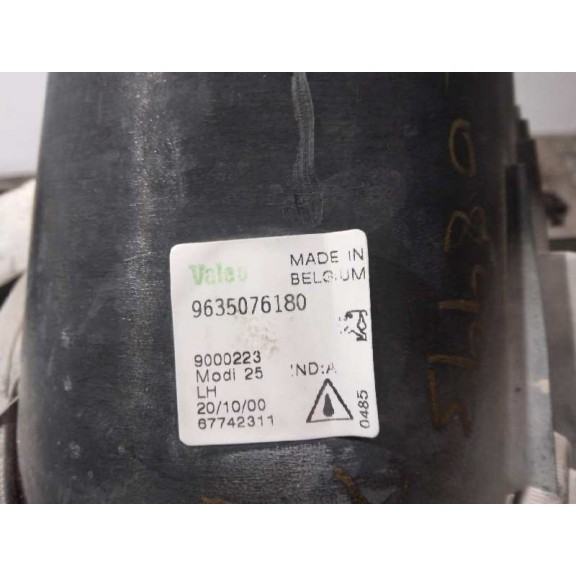 Valeo
MADE IN
BELGIUM
9635076180
9000223
IND:A
Modi 25
LH
20/10/00
67742311
0485